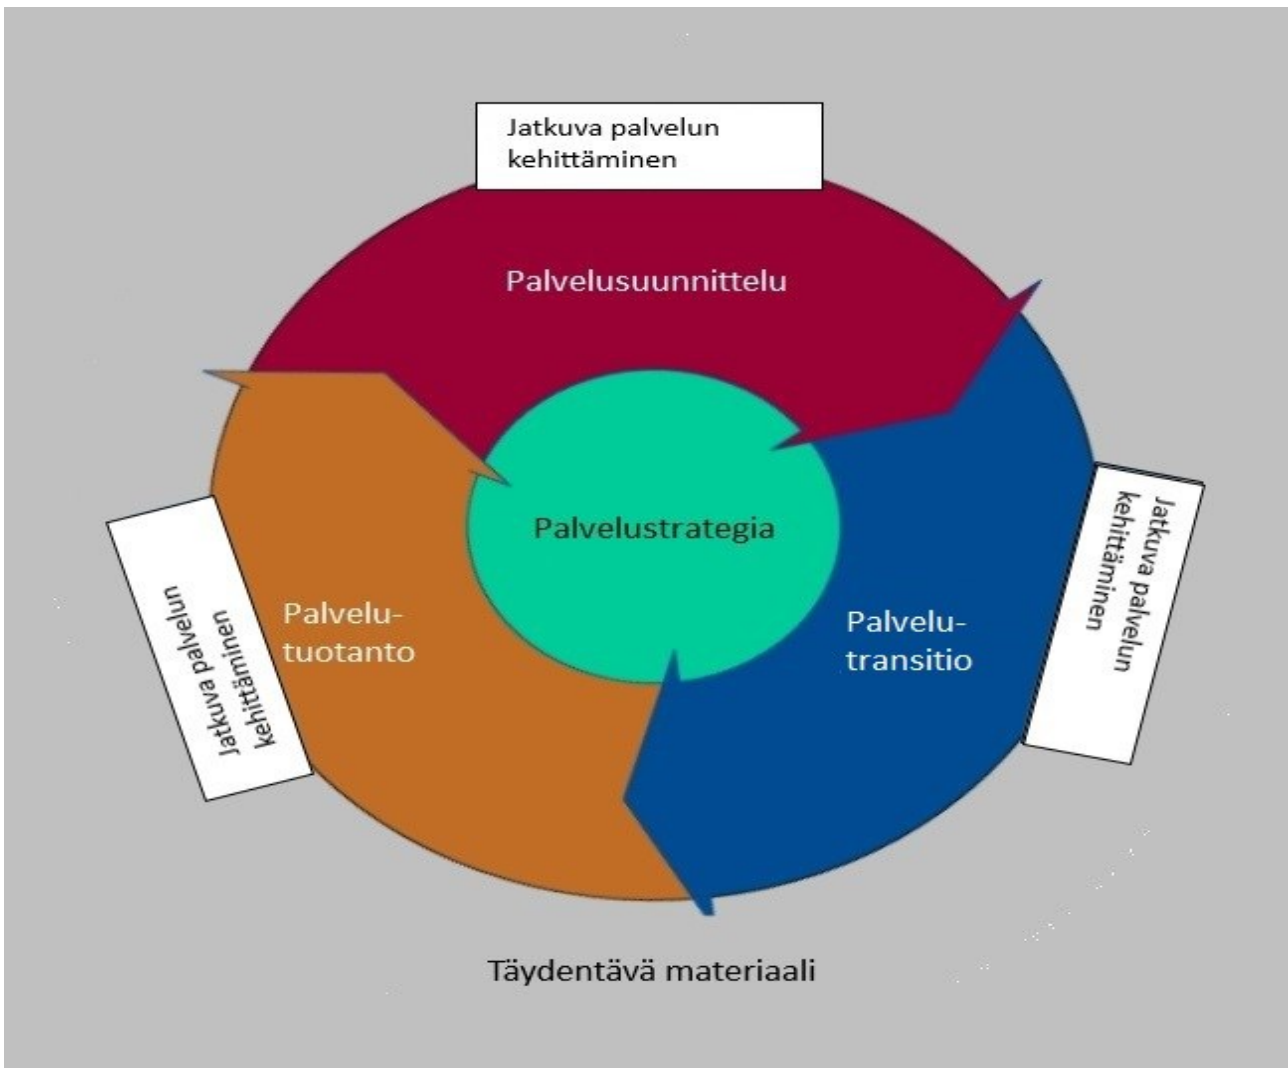 Jatkuva palvelun
kehittäminen
Palvelusuunnittelu
Palvelustrategia
Palvelu-
tuotanto
Palvelu-
transitio
Jatkuva palvelun
kehittäminen
Jatkuva palvelun
kehittäminen
Täydentävä materiaali